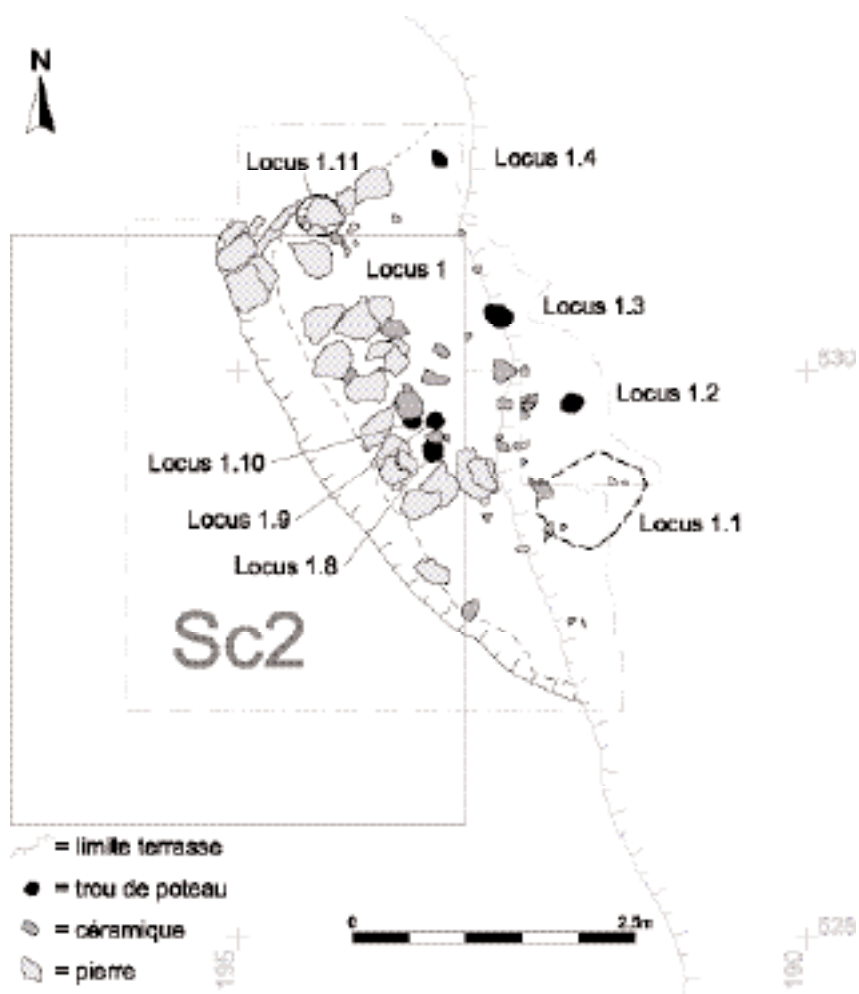 N
Locus 1.11
Locus 1.4
Locus 1
Locus 1.3
630
Locus 1.2
Locus 1.10
Locus 1.9
Locus 1.1
Locus 1.8
Sc2
= limite terrasse
= trou de poteau
= céramique
= pierre
0
2.5m
195
190